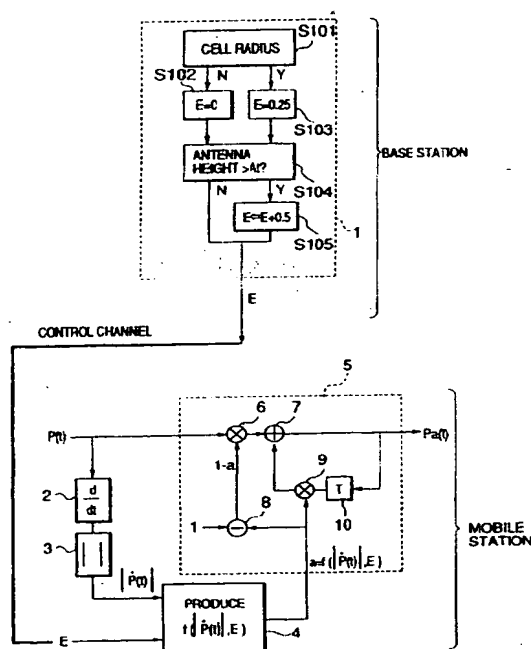 S101
CELL RADIUS
S102
N
Y
E=0
E=0.25
S103
ANTENNA
HEIGHT >At?
S104
N
Y
E⇐E+0.5
S105
1
BASE STATION
E
CONTROL CHANNEL
5
6
7
P(t)
Pa(t)
1-a
9
T
10
2
d
dt
3
1
8
a=f(|Ṗ(t)|,E)
|Ṗ(t)|
MOBILE
STATION
PRODUCE
f(|Ṗ(t)|,E)
4
E